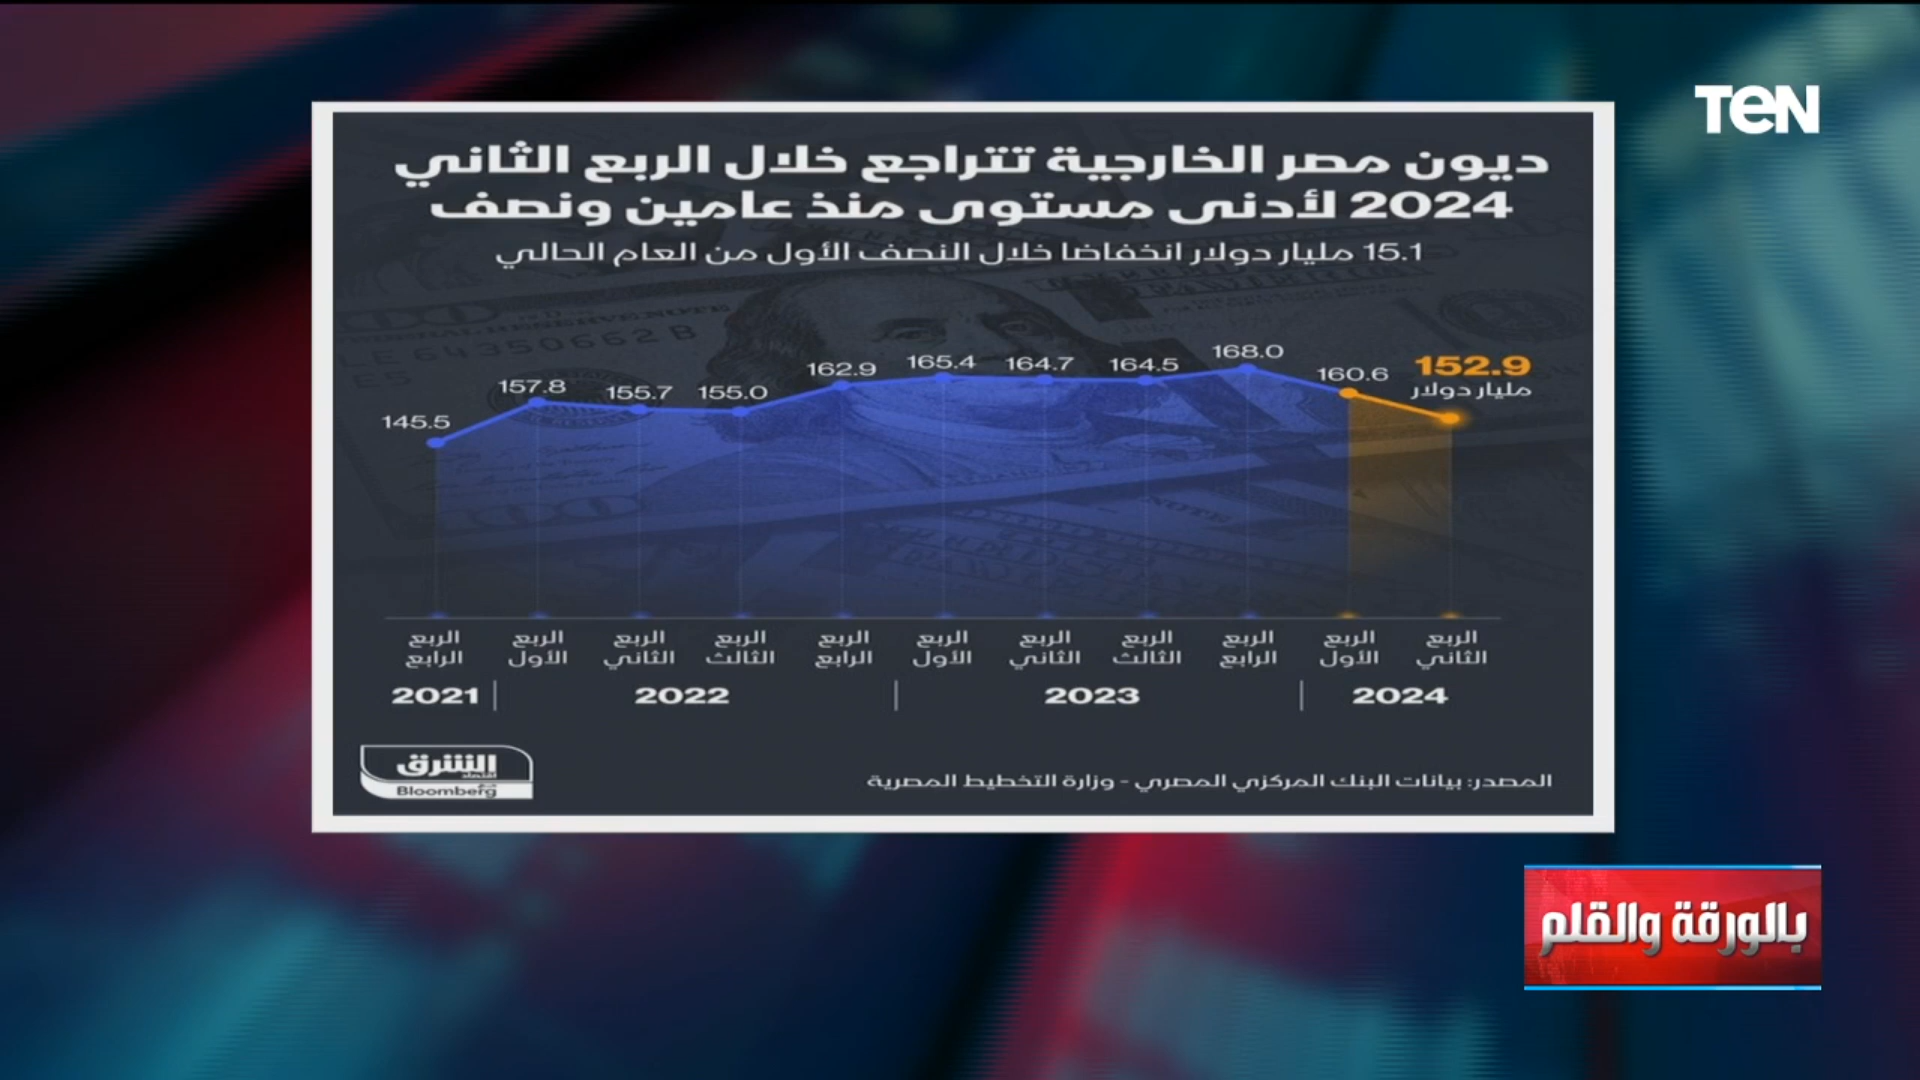 TEN
ديون مصر الخارجية تتراجع خلال الربع الثاني
2024 لأدنى مستوى منذ عامين ونصف
15.1 مليار دولار انخفاضا خلال النصف الأول من العام الحالي
145.5
157.8
155.7
155.0
162.9
165.4
164.7
164.5
168.0
160.6
152.9
مليار دولار
الربع
الرابع
الربع
الأول
الربع
الثاني
الربع
الثالث
الربع
الرابع
الربع
الأول
الربع
الثاني
الربع
الثالث
الربع
الرابع
الربع
الأول
الربع
الثاني
2021
2022
2023
2024
المصدر: بيانات البنك المركزي المصري - وزارة التخطيط المصرية
الشرق
اقتصاد
مع
Bloomberg
بالورقة والقلم